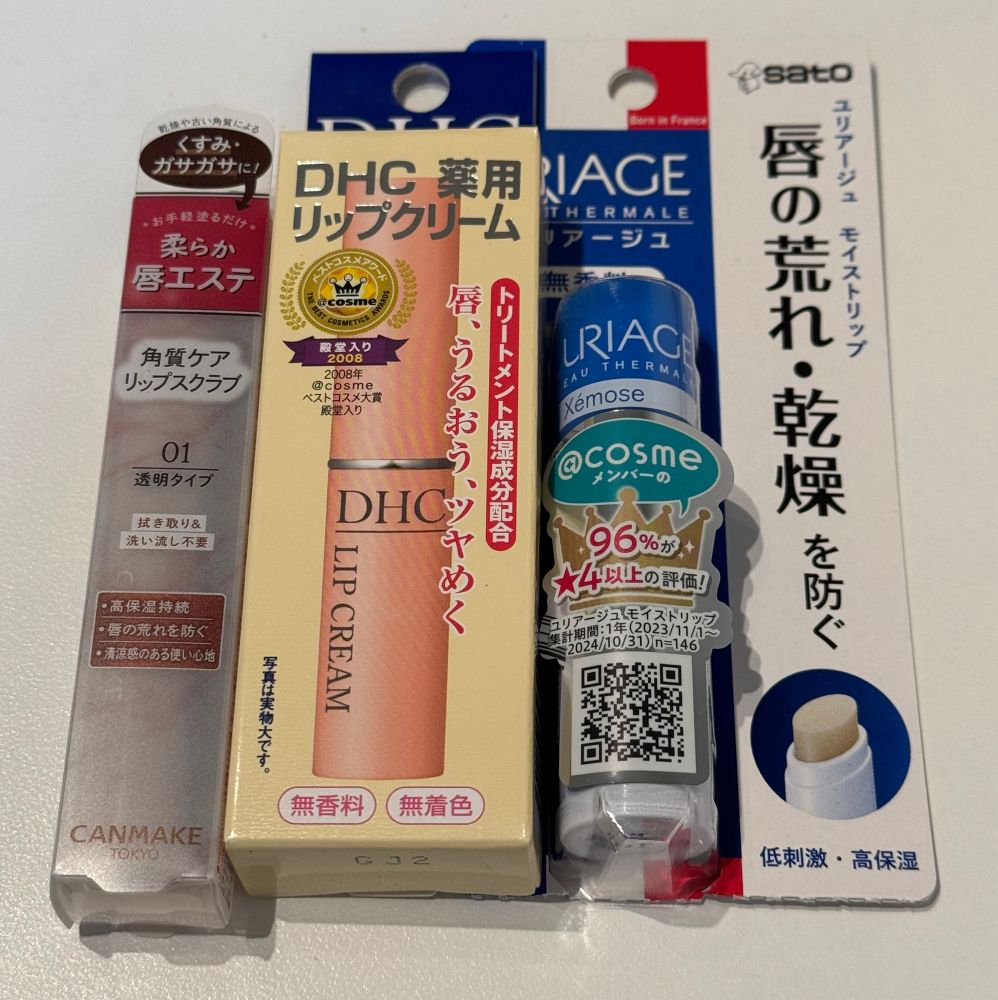 乾燥や古い角質による
くすみ・
ガサガサに!
お手軽塗るだけ
柔らか
唇エステ
角質ケア
リップスクラブ
01
透明タイプ
拭き取り&
洗い流し不要
•高保湿持続
•唇の荒れを防ぐ
•清涼感のある使い心地
CANMAKE
TOKYO
DHC
DHC 薬用
リップクリーム
ベストコスメアワード
@cosme
THE BEST COSMETICS AWARDS
殿堂入り
2008
2008年
@cosme
ベストコスメ大賞
殿堂入り
トリートメント保湿成分配合
唇、うるおう、ツヤめく
DHC
LIP CREAM
写真は実物大です。
無香料
無着色
GJ2
Born in France
RIAGE
THERMALE
リアージュ
無香料
URIAGE
EAU THERMALE
Xémose
@cosme
メンバーの
96%が
★4以上の評価!
ユリアージュ モイストリップ
集計期間:1年(2023/11/1~
2024/10/31) n=146
sato
ユリアージュ モイストリップ
唇の荒れ・乾燥を防ぐ
低刺激・高保湿